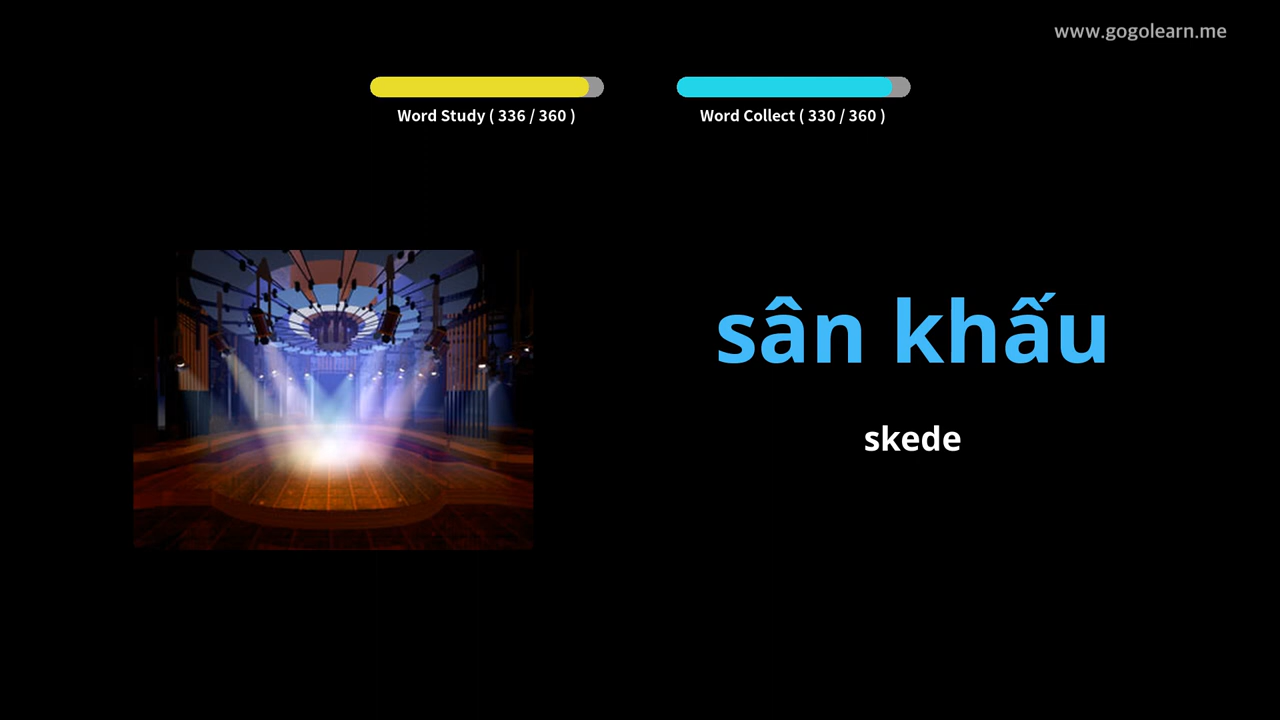 www.gogolearn.me
Word Study ( 336 / 360 )
Word Collect ( 330 / 360 )
sân khấu
skede